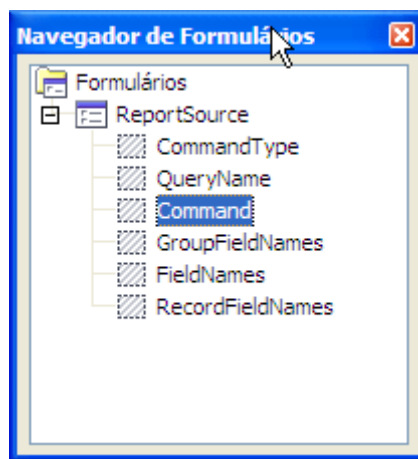 Navegador de Formulários
Formulários
ReportSource
CommandType
QueryName
Command
GroupFieldNames
FieldNames
RecordFieldNames